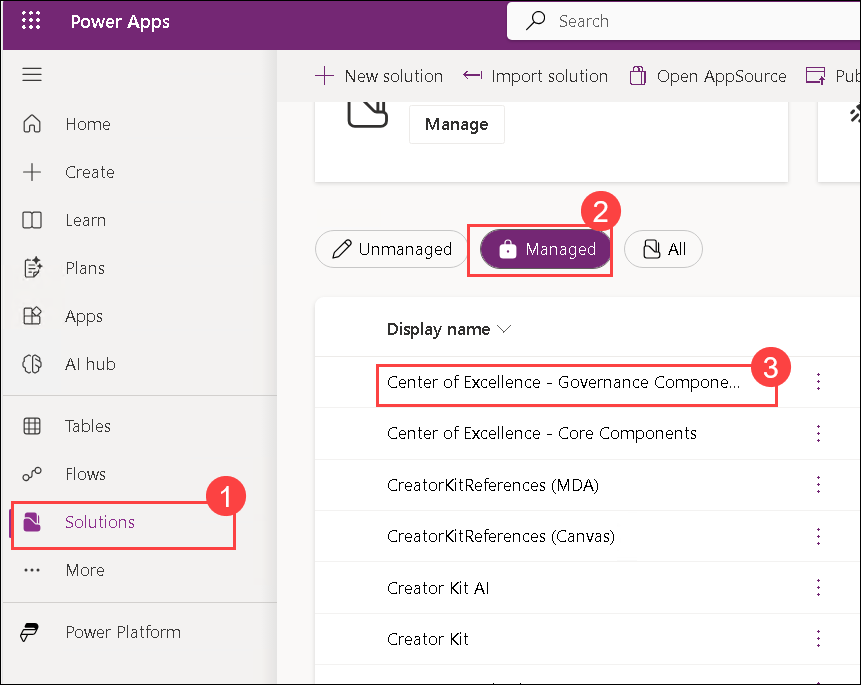 Power Apps
Search
New solution
Import solution
Open AppSource
Manage
Home
Create
Learn
Plans
Apps
AI hub
Tables
Flows
1
Solutions
More
Power Platform
2
Unmanaged
Managed
All
Display name
3
Center of Excellence - Governance Compone...
Center of Excellence - Core Components
CreatorKitReferences (MDA)
CreatorKitReferences (Canvas)
Creator Kit AI
Creator Kit